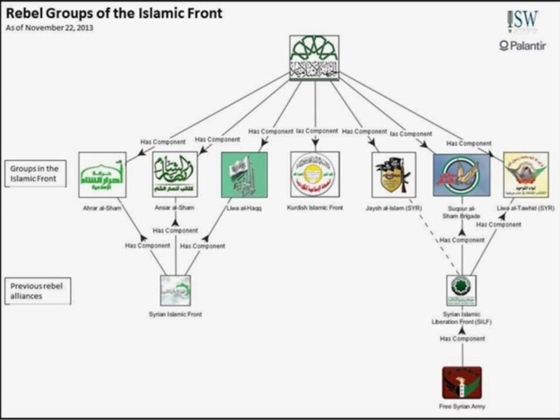 Rebel Groups of the Islamic Front
As of November 22, 2013
ISW
Palantir
Has Component
Has Component
Has Component
Has Component
Has Component
Has Component
Has Component
Groups in the
Islamic Front
Ahrar al-Sham
Ansar al-Sham
Liwa al-Haqq
Kurdish Islamic Front
Jaysh al-Islam (SYR)
Suqour al-
Sham Brigade
Liwa al-Tawhid (SYR)
Has Component
Has Component
Has Component
Has Component
Has Component
Previous rebel
alliances
Syrian Islamic Front
Syrian Islamic
Liberation Front (SILF)
Has Component
Free Syrian Army